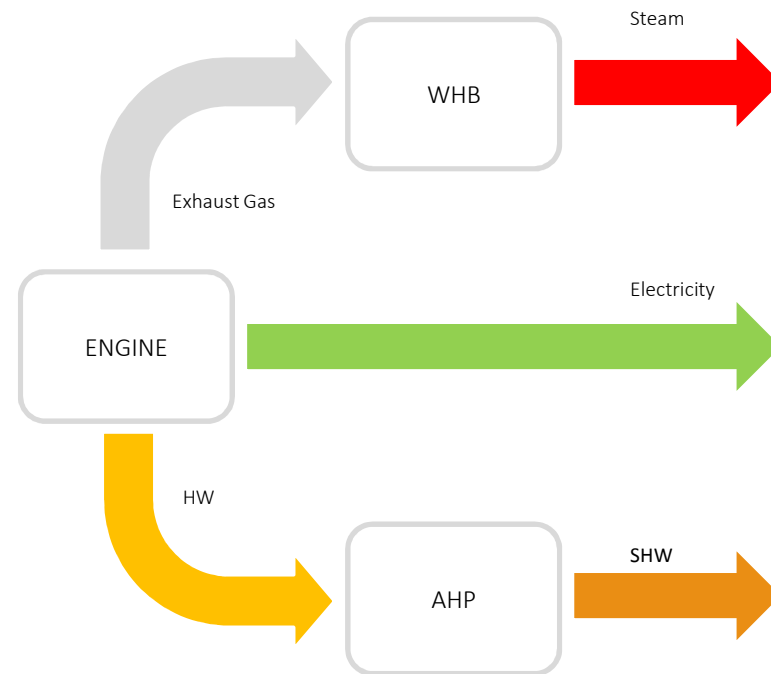 Steam
WHB
Exhaust Gas
Electricity
ENGINE
HW
SHW
AHP